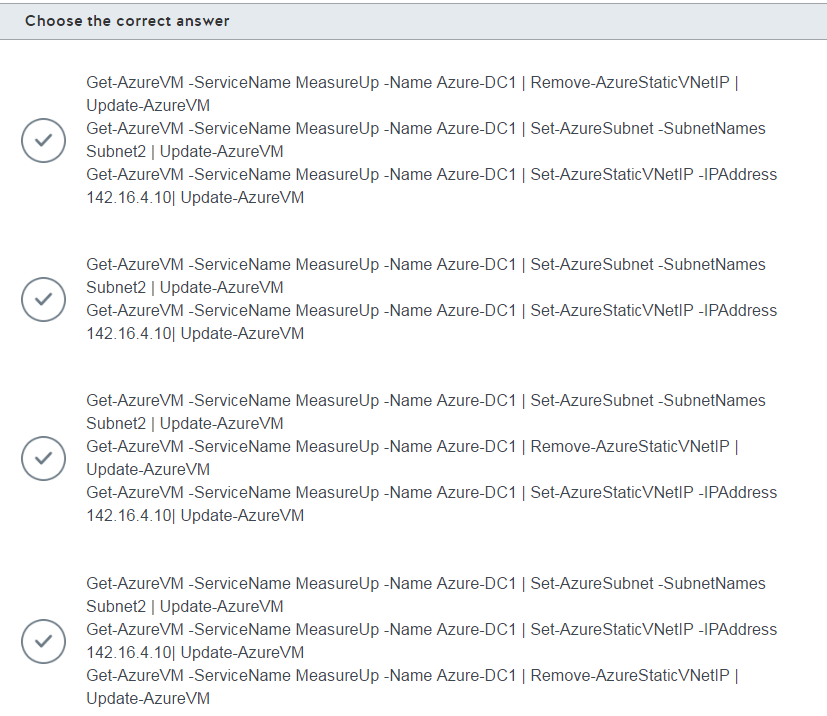 Choose the correct answer
Get-AzureVM -ServiceName MeasureUp -Name Azure-DC1 | Remove-AzureStaticVNetIP |
Update-AzureVM
Get-AzureVM -ServiceName MeasureUp -Name Azure-DC1 | Set-AzureSubnet -SubnetNames
Subnet2 | Update-AzureVM
Get-AzureVM -ServiceName MeasureUp -Name Azure-DC1 | Set-AzureStaticVNetIP -IPAddress
142.16.4.10| Update-AzureVM
Get-AzureVM -ServiceName MeasureUp -Name Azure-DC1 | Set-AzureSubnet -SubnetNames
Subnet2 | Update-AzureVM
Get-AzureVM -ServiceName MeasureUp -Name Azure-DC1 | Set-AzureStaticVNetIP -IPAddress
142.16.4.10| Update-AzureVM
Get-AzureVM -ServiceName MeasureUp -Name Azure-DC1 | Set-AzureSubnet -SubnetNames
Subnet2 | Update-AzureVM
Get-AzureVM -ServiceName MeasureUp -Name Azure-DC1 | Remove-AzureStaticVNetIP |
Update-AzureVM
Get-AzureVM -ServiceName MeasureUp -Name Azure-DC1 | Set-AzureStaticVNetIP -IPAddress
142.16.4.10| Update-AzureVM
Get-AzureVM -ServiceName MeasureUp -Name Azure-DC1 | Set-AzureSubnet -SubnetNames
Subnet2 | Update-AzureVM
Get-AzureVM -ServiceName MeasureUp -Name Azure-DC1 | Set-AzureStaticVNetIP -IPAddress
142.16.4.10| Update-AzureVM
Get-AzureVM -ServiceName MeasureUp -Name Azure-DC1 | Remove-AzureStaticVNetIP |
Update-AzureVM